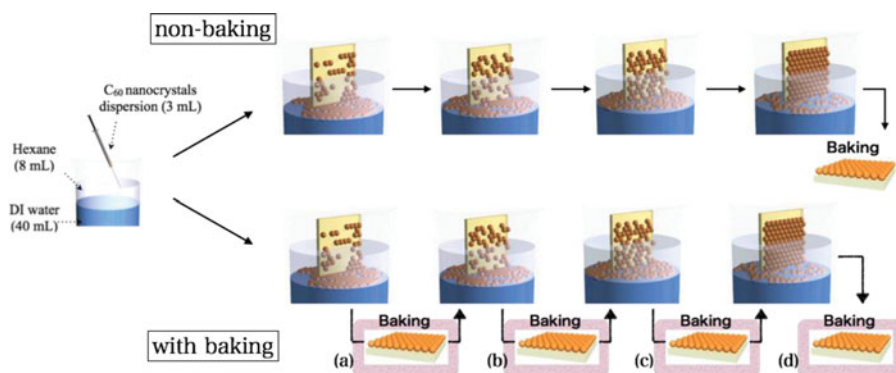 non-baking
C60 nanocrystals
dispersion (3 mL)
Hexane
(8 mL)
DI water
(40 mL)
Baking
with baking
Baking
(a)
Baking
(b)
Baking
(c)
Baking
(d)